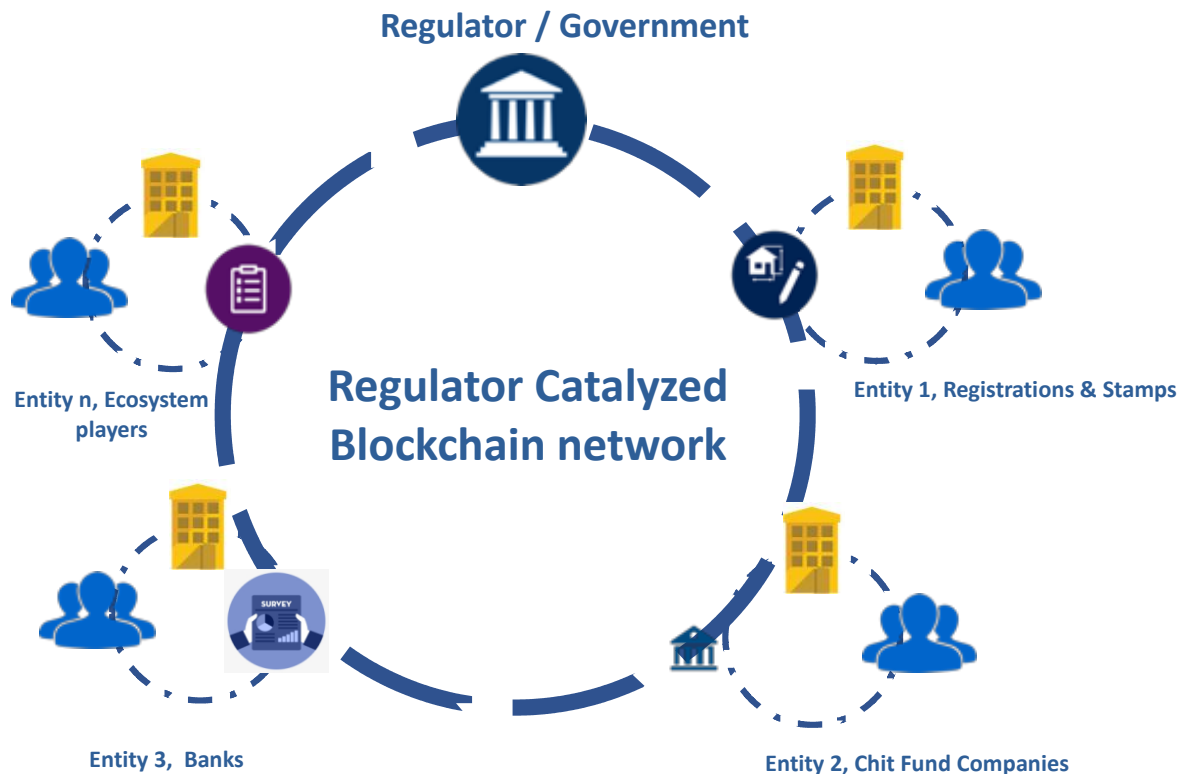 Regulator / Government
Entity 1, Registrations & Stamps
Entity n, Ecosystem
players
Regulator Catalyzed
Blockchain network
SURVEY
Entity 3, Banks
Entity 2, Chit Fund Companies